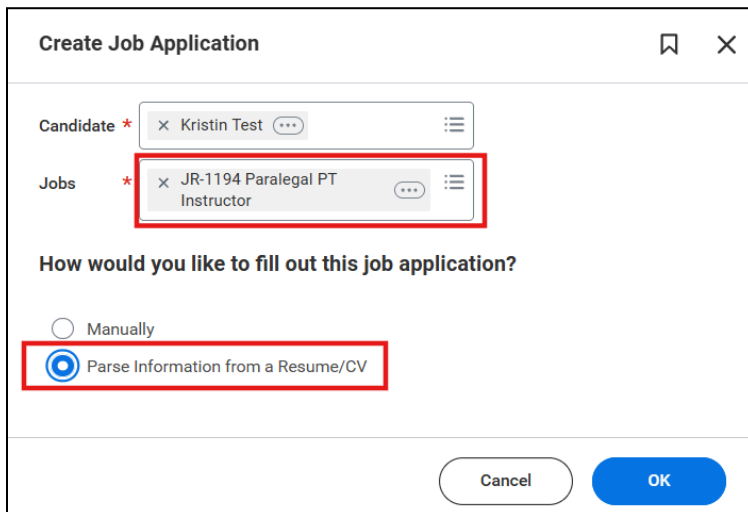 Create Job Application
Candidate * × Kristin Test
Jobs * × JR-1194 Paralegal PT
Instructor
How would you like to fill out this job application?
Manually
Parse Information from a Resume/CV
Cancel OK